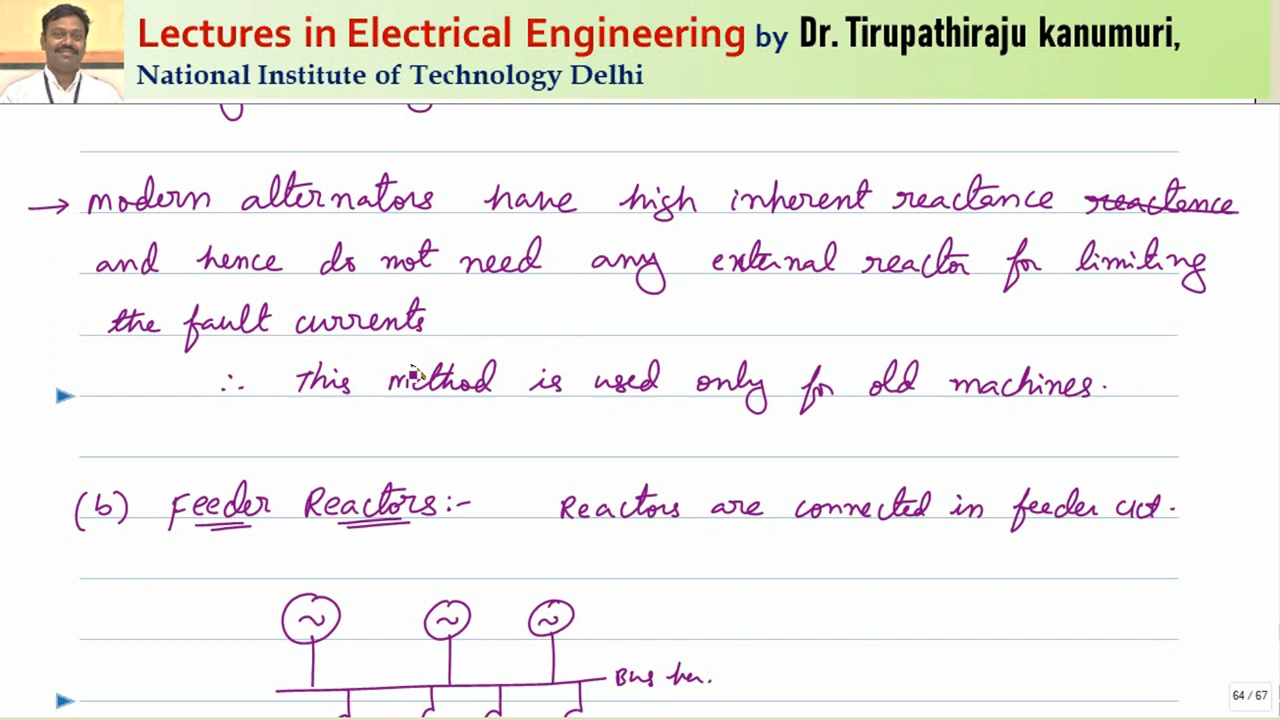 Lectures in Electrical Engineering by Dr. Tirupathiraju kanumuri,
National Institute of Technology Delhi
→ modern alternators have high inherent reactance reactance
and hence do not need any external reactor for limiting
the fault currents
∴ This method is used only for old machines.
(b) Feeder Reactors:- Reactors are connected in feeder ckt.
~ ~ ~
Bus bar.
64 / 67